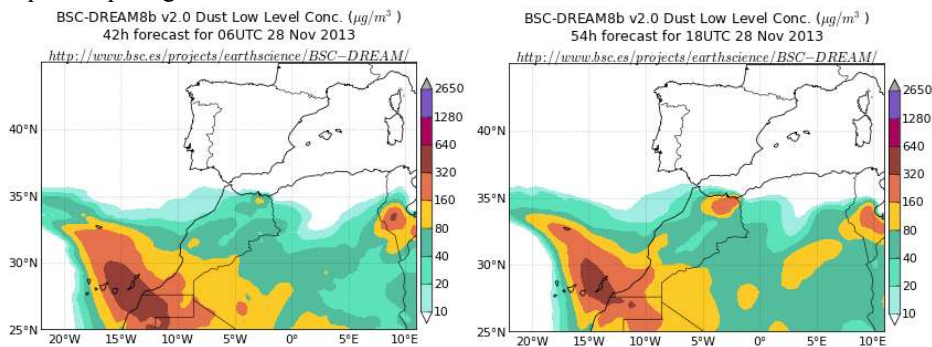 BSC-DREAM8b v2.0 Dust Low Level Conc. (μg/m³ )
42h forecast for 06UTC 28 Nov 2013
http://www.bsc.es/projects/earthscience/BSC−DREAM/
40°N
35°N
30°N
25°N
20°W 15°W 10°W 5°W 0°E 5°E 10°E
2650
1280
640
320
160
80
40
20
10
BSC-DREAM8b v2.0 Dust Low Level Conc. (μg/m³ )
54h forecast for 18UTC 28 Nov 2013
http://www.bsc.es/projects/earthscience/BSC−DREAM/
40°N
35°N
30°N
25°N
20°W 15°W 10°W 5°W 0°E 5°E 10°E
2650
1280
640
320
160
80
40
20
10